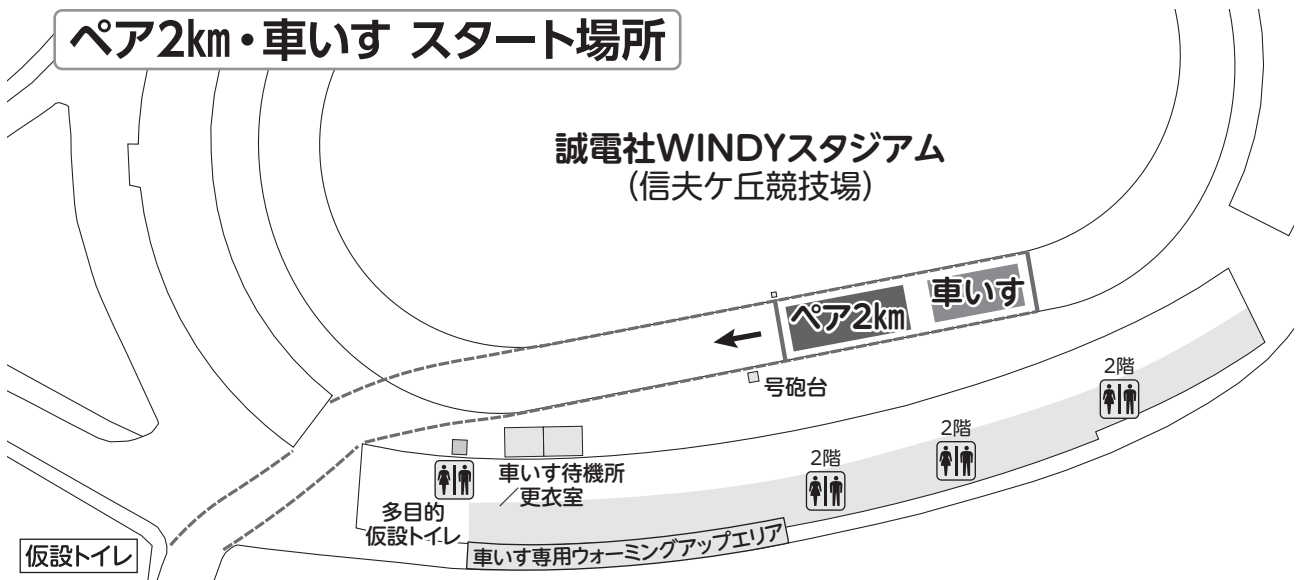 ペア2km・車いす スタート場所
誠電社WINDYスタジアム
(信夫ケ丘競技場)
車いす
ペア2km
号砲台
2階
2階
2階
車いす待機所
/更衣室
多目的
仮設トイレ
車いす専用ウォーミングアップエリア
仮設トイレ